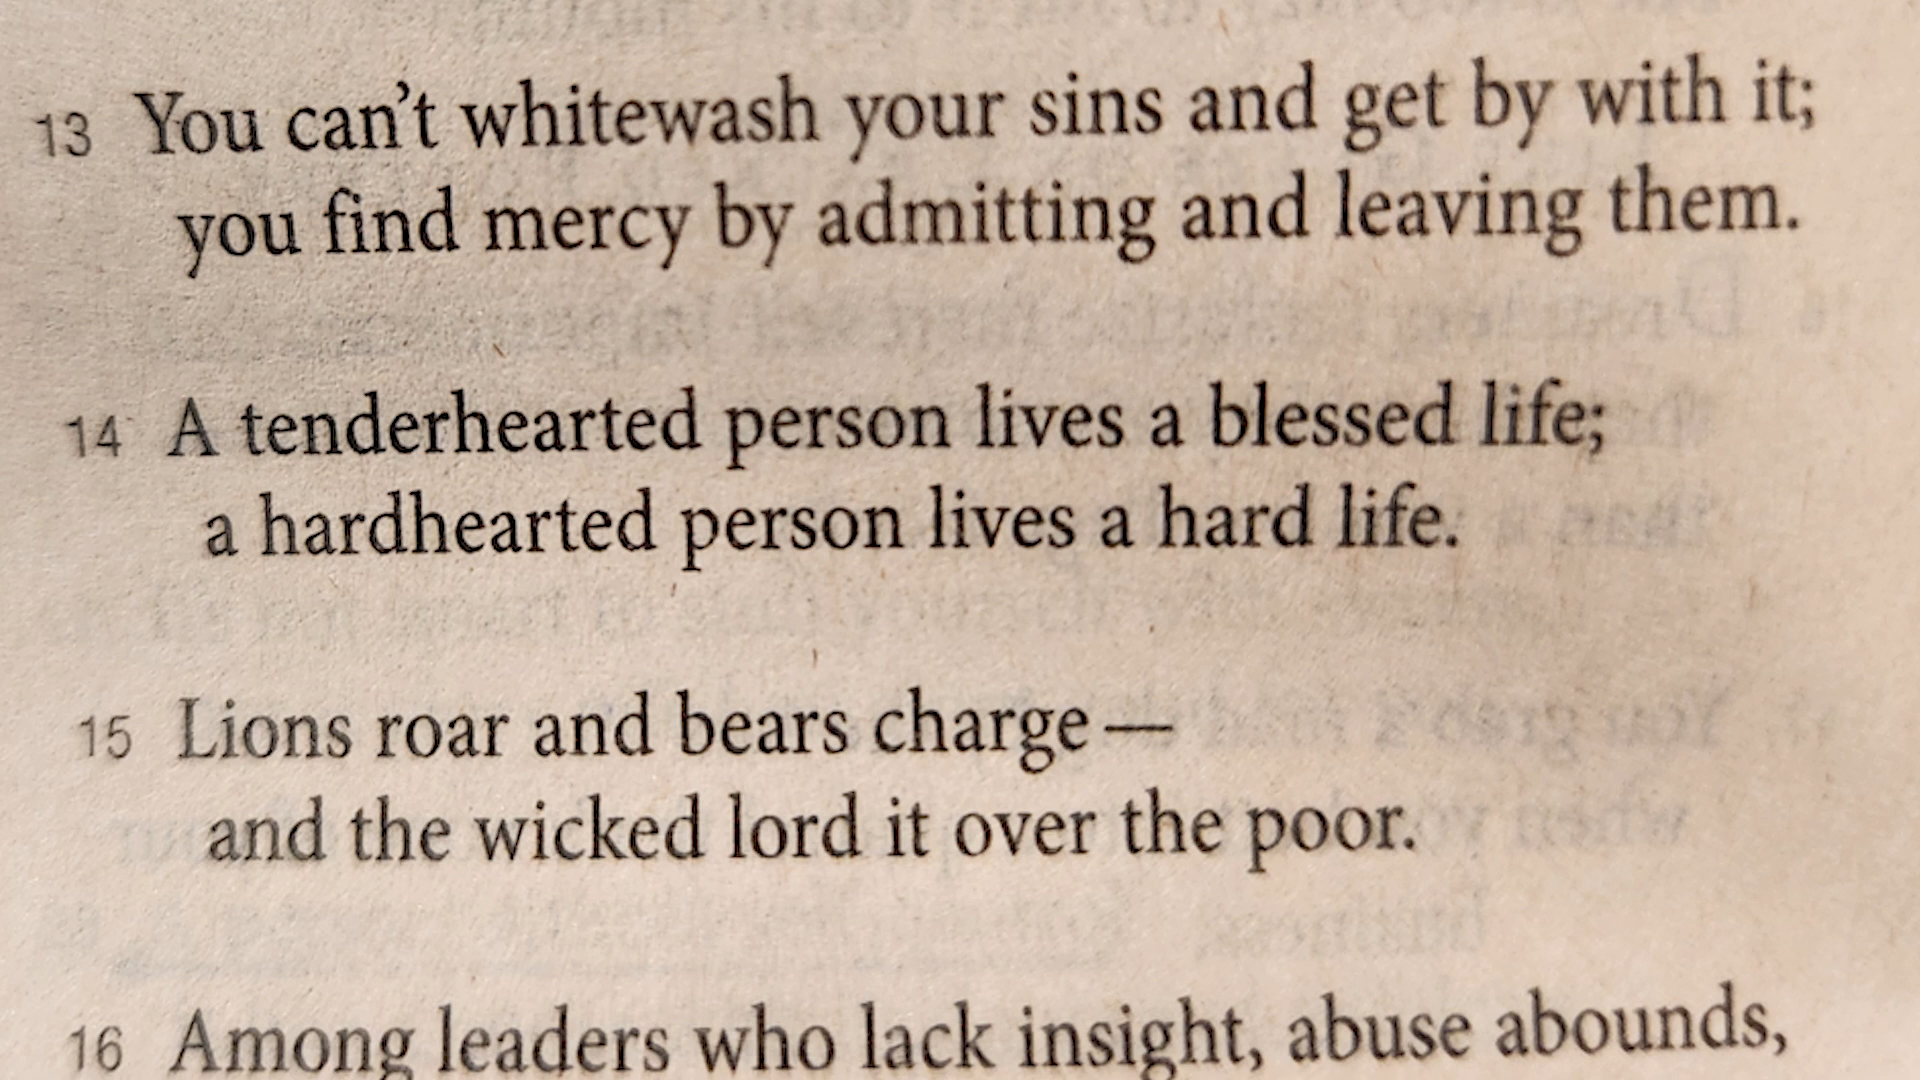 13 You can’t whitewash your sins and get by with it;
you find mercy by admitting and leaving them.
14 A tenderhearted person lives a blessed life;
a hardhearted person lives a hard life.
15 Lions roar and bears charge—
and the wicked lord it over the poor.
16 Among leaders who lack insight, abuse abounds,